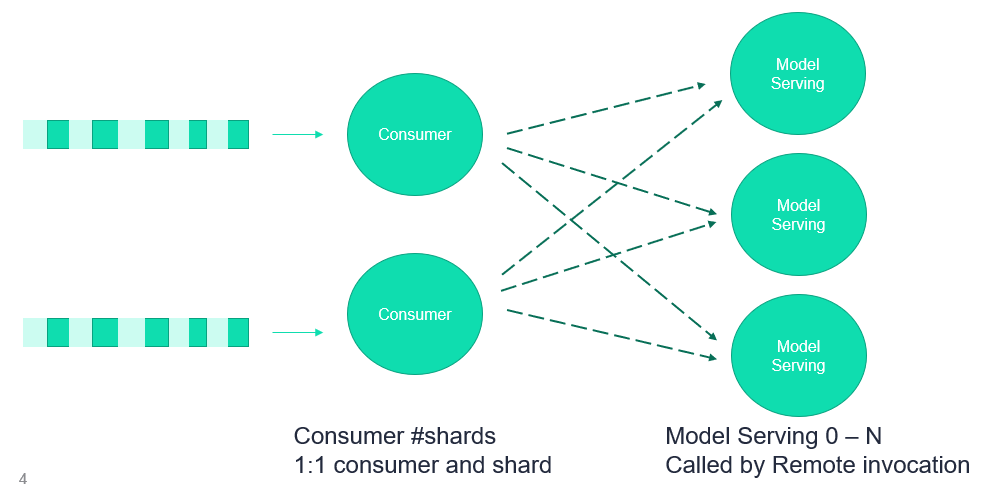 Model
Serving
Consumer
Model
Serving
Consumer
Model
Serving
Consumer #shards
1:1 consumer and shard
Model Serving 0 – N
Called by Remote invocation
4